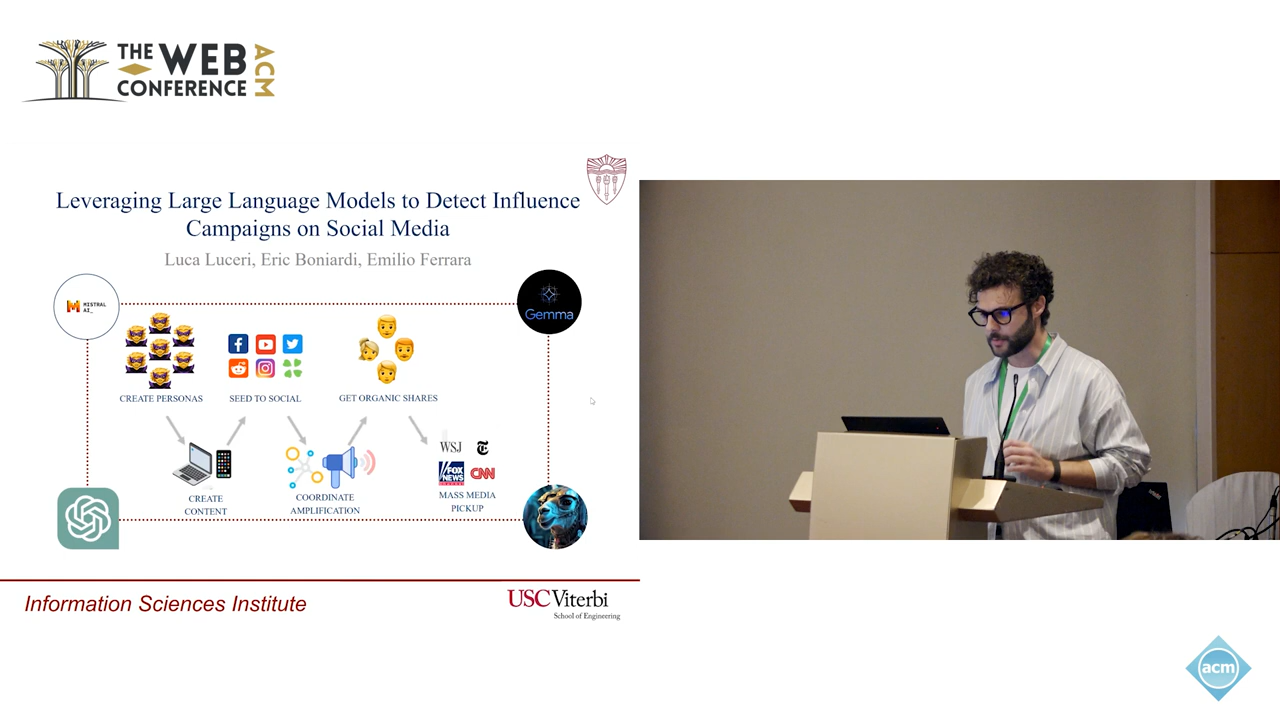 THE WEB
CONFERENCE
ACM
Leveraging Large Language Models to Detect Influence
Campaigns on Social Media
Luca Luceri, Eric Boniardi, Emilio Ferrara
MISTRAL
AI_
Gemma
CREATE PERSONAS
SEED TO SOCIAL
GET ORGANIC SHARES
WSJ
FOX
NEWS
CNN
CREATE
CONTENT
COORDINATE
AMPLIFICATION
MASS MEDIA
PICKUP
Information Sciences Institute
USC Viterbi
School of Engineering
acm